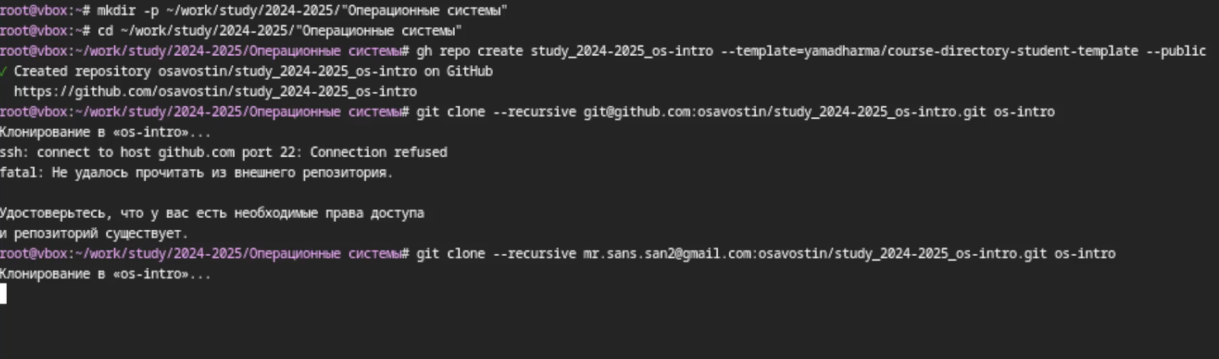 root@vbox:~# mkdir -p ~/work/study/2024-2025/"Операционные системы"
root@vbox:~# cd ~/work/study/2024-2025/"Операционные системы"
root@vbox:~/work/study/2024-2025/Операционные системы# gh repo create study_2024-2025_os-intro --template=yamadharma/course-directory-student-template --public
✓ Created repository osavostin/study_2024-2025_os-intro on GitHub
  https://github.com/osavostin/study_2024-2025_os-intro
root@vbox:~/work/study/2024-2025/Операционные системы# git clone --recursive git@github.com:osavostin/study_2024-2025_os-intro.git os-intro
Клонирование в «os-intro»...
ssh: connect to host github.com port 22: Connection refused
fatal: Не удалось прочитать из внешнего репозитория.

Удостоверьтесь, что у вас есть необходимые права доступа
и репозиторий существует.
root@vbox:~/work/study/2024-2025/Операционные системы# git clone --recursive mr.sans.san2@gmail.com:osavostin/study_2024-2025_os-intro.git os-intro
Клонирование в «os-intro»...